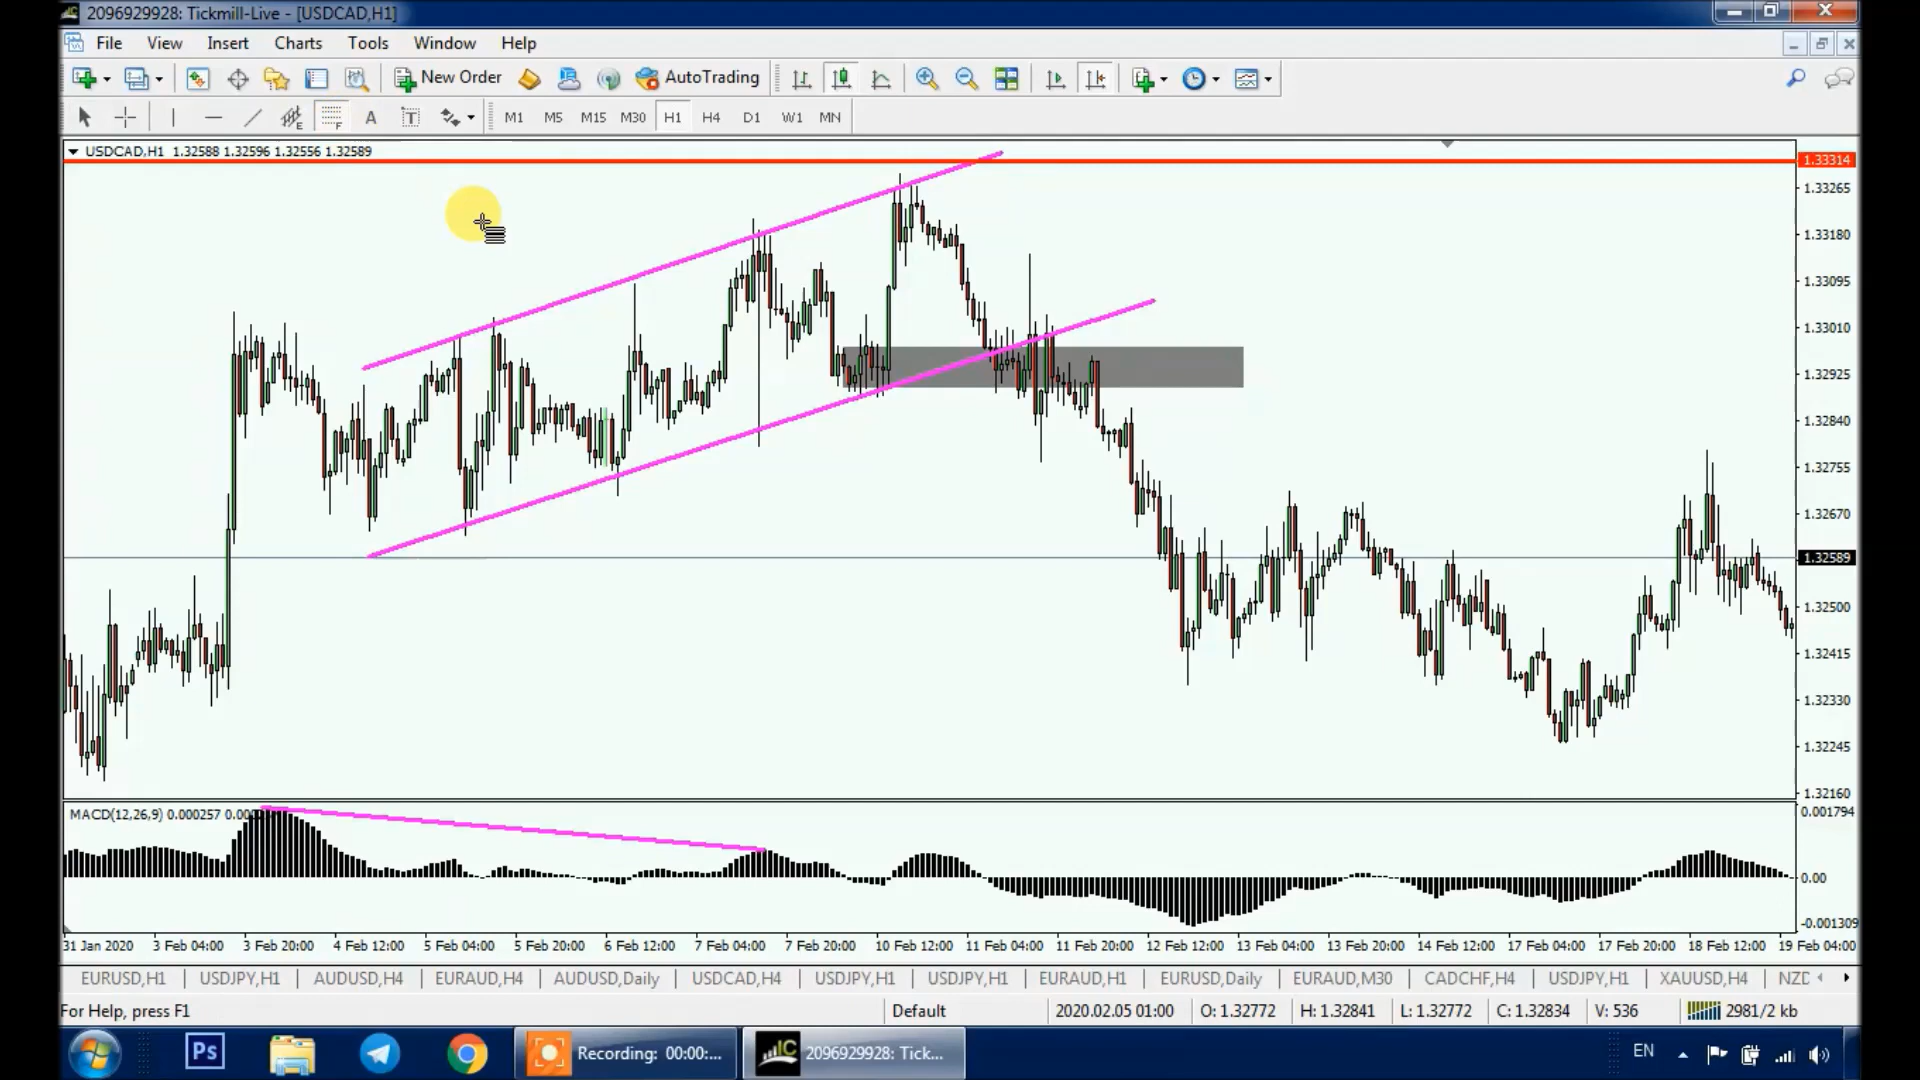 2096929928: Tickmill-Live - [USDCAD,H1]
File View Insert Charts Tools Window Help
New Order AutoTrading
E F A T M1 M5 M15 M30 H1 H4 D1 W1 MN
USDCAD,H1 1.32588 1.32596 1.32556 1.32589
1.33314
1.33265
1.33180
1.33095
1.33010
1.32925
1.32840
1.32755
1.32670
1.32589
1.32500
1.32415
1.32330
1.32245
1.32160
MACD(12,26,9) 0.000257
0.001794
0.00
-0.001309
31 Jan 2020 3 Feb 04:00 3 Feb 20:00 4 Feb 12:00 5 Feb 04:00 5 Feb 20:00 6 Feb 12:00 7 Feb 04:00 7 Feb 20:00 10 Feb 12:00 11 Feb 04:00 11 Feb 20:00 12 Feb 12:00 13 Feb 04:00 13 Feb 20:00 14 Feb 12:00 17 Feb 04:00 17 Feb 20:00 18 Feb 12:00 19 Feb 04:00
EURUSD,H1 USDJPY,H1 AUDUSD,H4 EURAUD,H4 AUDUSD,Daily USDCAD,H4 USDJPY,H1 USDJPY,H1 EURAUD,H1 EURUSD,Daily EURAUD,M30 CADCHF,H4 USDJPY,H1 XAUUSD,H4 NZD
For Help, press F1 Default 2020.02.05 01:00 O: 1.32772 H: 1.32841 L: 1.32772 C: 1.32834 V: 536 2981/2 kb
Ps Recording: 00:00:... IC 2096929928: Tick... EN